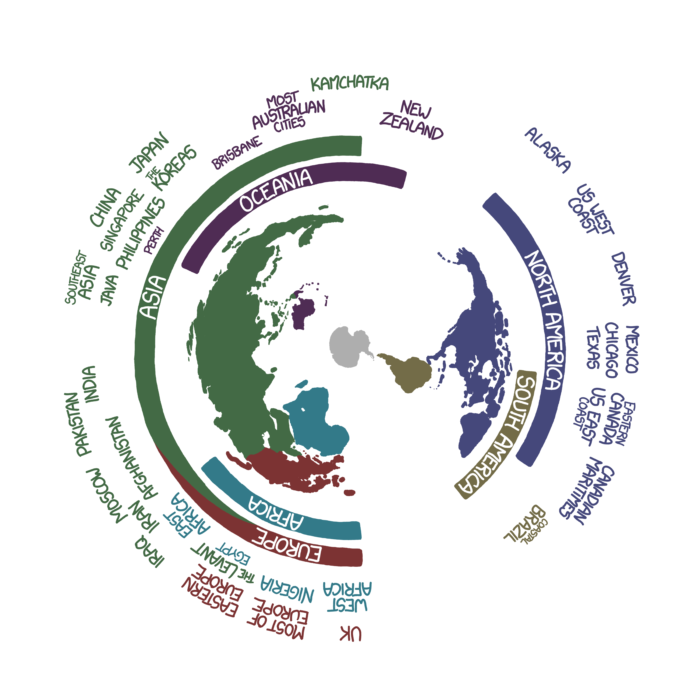 KAMCHATKA
MOST
AUSTRALIAN
CITIES
NEW
ZEALAND
BRISBANE
JAPAN
THE
KOREAS
CHINA
SINGAPORE
PHILIPPINES
PERTH
SOUTHEAST
ASIA
JAVA
ASIA
OCEANIA
ALASKA
US WEST
COAST
DENVER
NORTH AMERICA
MEXICO
CHICAGO
TEXAS
EASTERN
CANADA
US EAST
COAST
SOUTH AMERICA
CANADIAN
MARITIMES
COASTAL
BRAZIL
INDIA
PAKISTAN
AFGHANISTAN
MOSCOW
IRAN
IRAQ
EAST
AFRICA
AFRICA
EUROPE
EGYPT
THE LEVANT
EASTERN
EUROPE
NIGERIA
MOST OF
EUROPE
WEST
AFRICA
UK